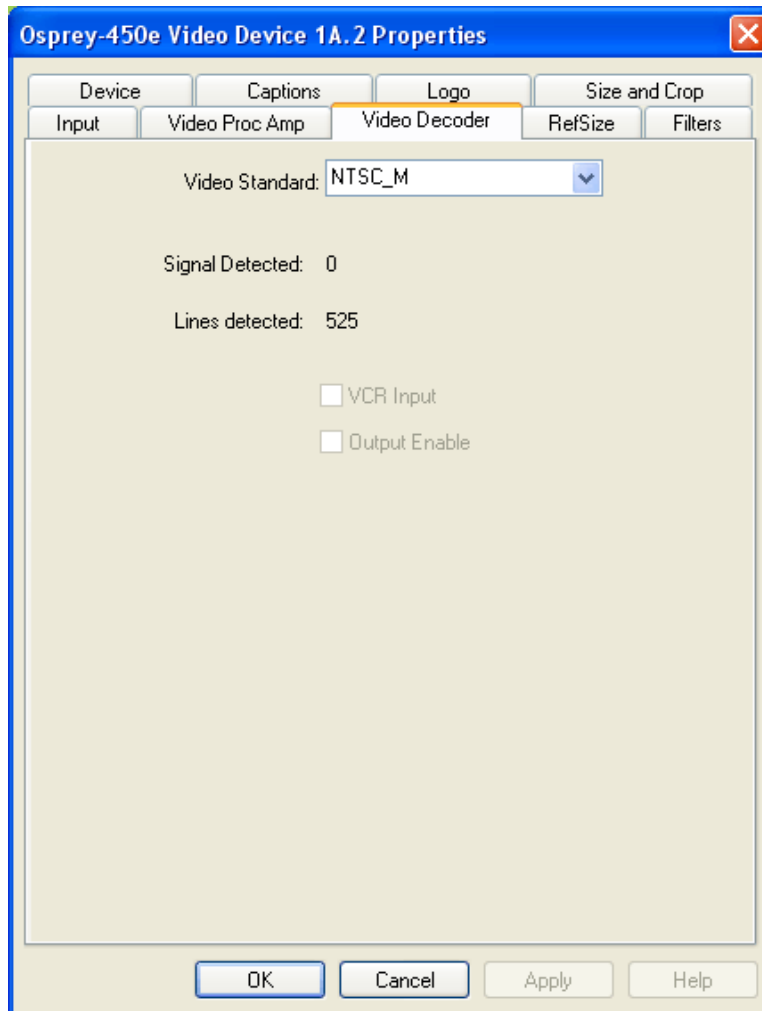 Osprey-450e Video Device 1A.2 Properties
Device Captions Logo Size and Crop
Input Video Proc Amp Video Decoder RefSize Filters
Video Standard: NTSC_M
Signal Detected: 0
Lines detected: 525
VCR Input
Output Enable
OK Cancel Apply Help